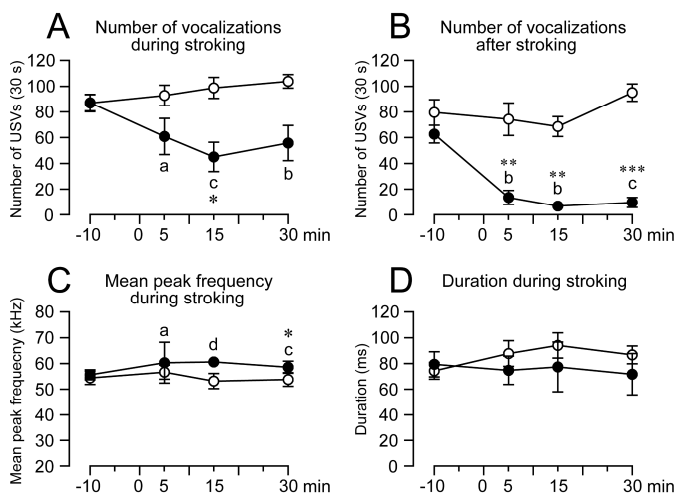 A
Number of vocalizations
during stroking
Number of USVs (30 s)
120
100
80
60
40
20
0
a
c
*
b
-10 0 5 15 30 min
B
Number of vocalizations
after stroking
Number of USVs (30 s)
120
100
80
60
40
20
0
**
b
**
b
***
c
-10 0 5 15 30 min
C
Mean peak frequency
during stroking
Mean peak frequecny (kHz)
80
70
60
50
40
30
20
a
d
*
c
-10 0 5 15 30 min
D
Duration during stroking
Duration (ms)
120
100
80
60
40
20
0
-10 0 5 15 30 min